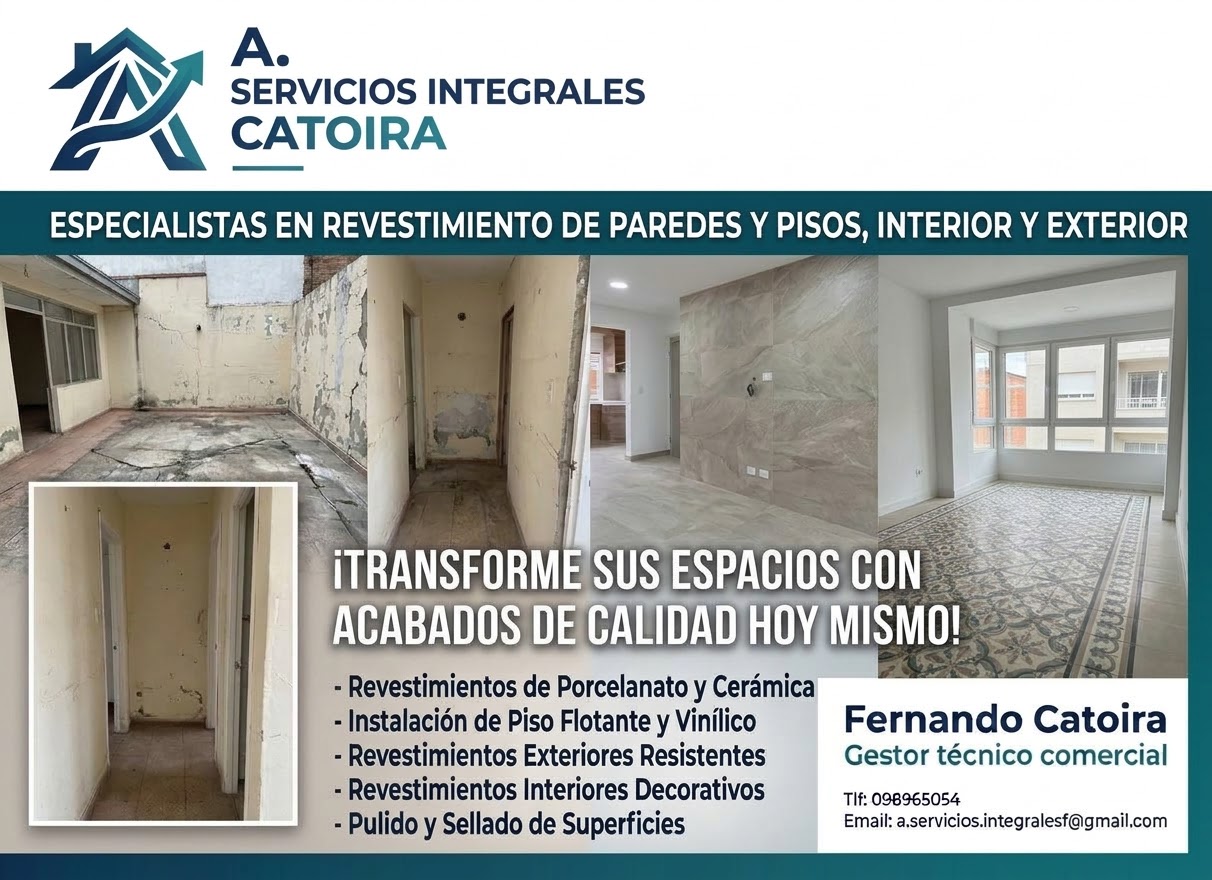 A.
SERVICIOS INTEGRALES
CATOIRA
ESPECIALISTAS EN REVESTIMIENTO DE PAREDES Y PISOS, INTERIOR Y EXTERIOR
¡TRANSFORME SUS ESPACIOS CON
ACABADOS DE CALIDAD HOY MISMO!
- Revestimientos de Porcelanato y Cerámica
- Instalación de Piso Flotante y Vinílico
- Revestimientos Exteriores Resistentes
- Revestimientos Interiores Decorativos
- Pulido y Sellado de Superficies
Fernando Catoira
Gestor técnico comercial
Tlf: 098965054
Email: a.servicios.integralesf@gmail.com